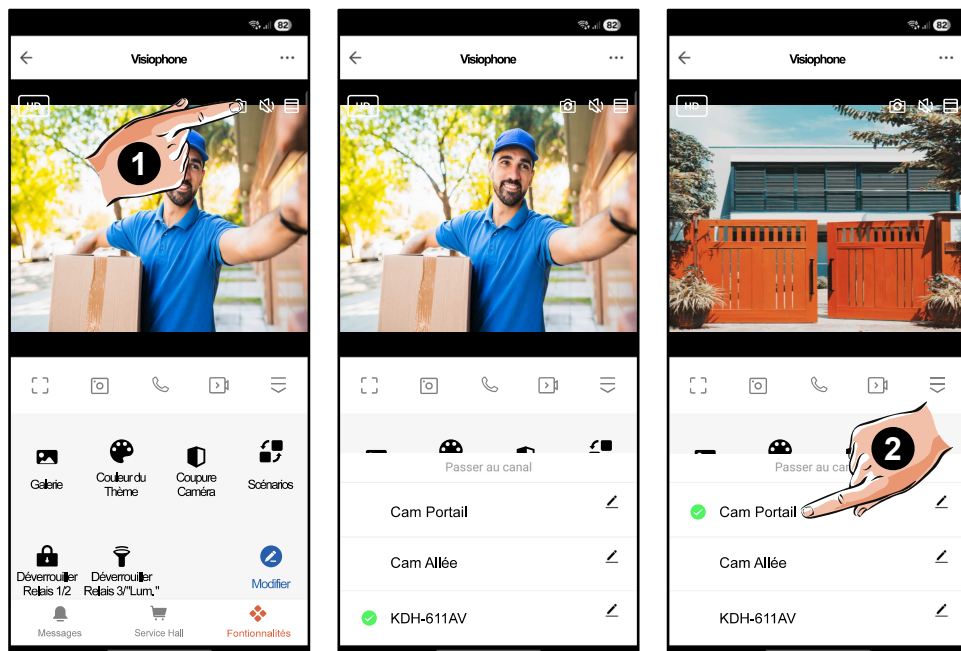 82
Visiophone
HD
1
Galerie
Couleur du
Thème
Coupure
Caméra
Scénarios
Déverrouiller
Relais 1/2
Déverrouiller
Relais 3/"Lum."
Modifier
Messages
Service Hall
Fontionnalités
82
Visiophone
HD
Passer au canal
Cam Portail
Cam Allée
KDH-611AV
82
Visiophone
HD
Passer au can
2
Cam Portail
Cam Allée
KDH-611AV